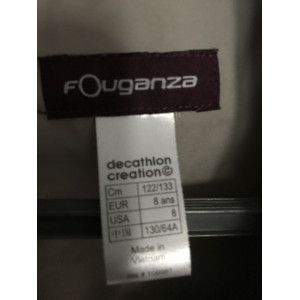 fouganza
decathlon
creation©
Cm 122/133
EUR 8 ans
USA 8
中国 130/64A
Made in
Vietnam